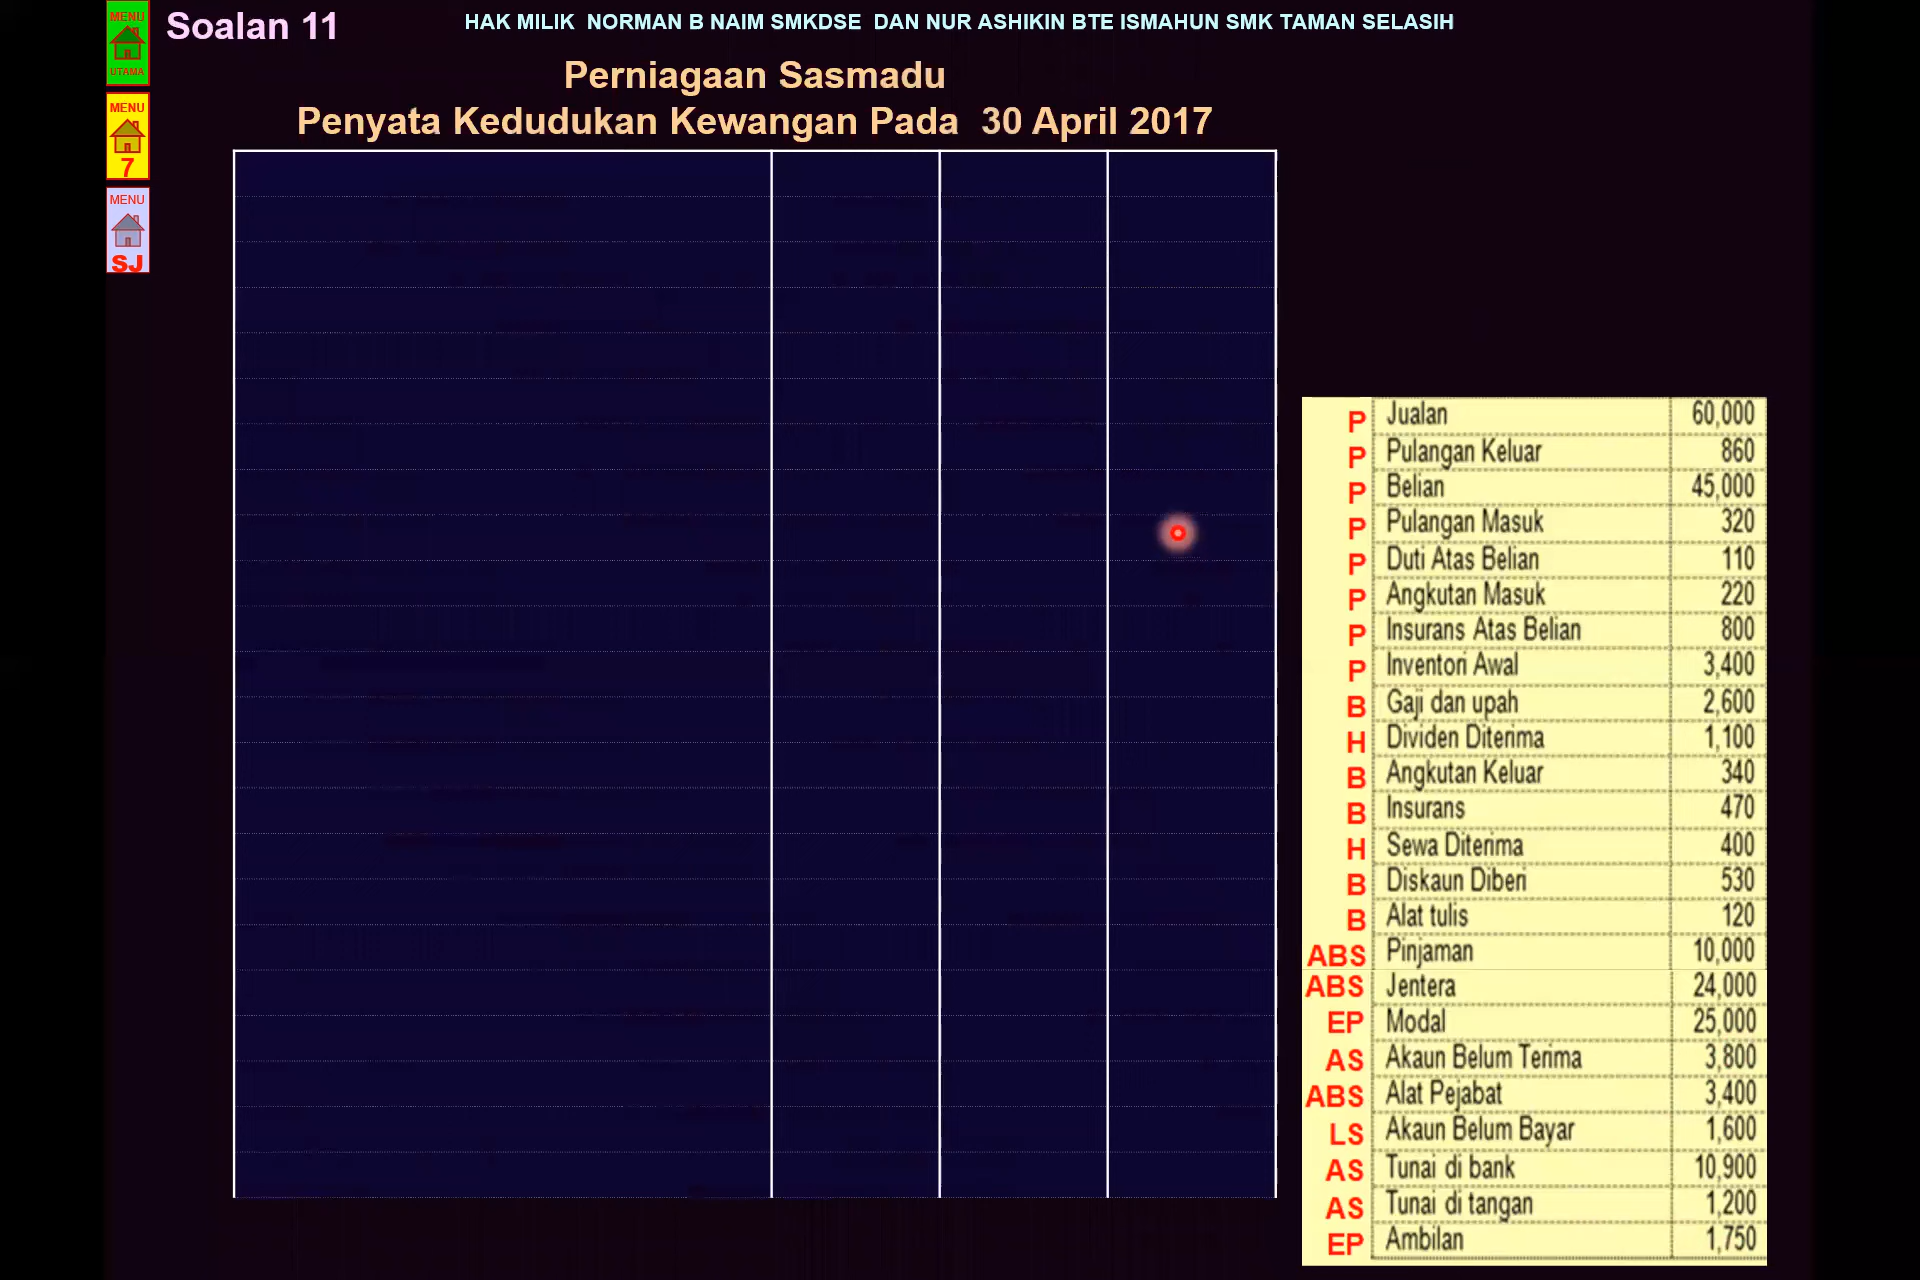 MENU
UTAMA
MENU
7
MENU
SJ
Soalan 11
HAK MILIK NORMAN B NAIM SMKDSE DAN NUR ASHIKIN BTE ISMAHUN SMK TAMAN SELASIH
Perniagaan Sasmadu
Penyata Kedudukan Kewangan Pada 30 April 2017
P Jualan 60,000
P Pulangan Keluar 860
P Belian 45,000
P Pulangan Masuk 320
P Duti Atas Belian 110
P Angkutan Masuk 220
P Insurans Atas Belian 800
P Inventori Awal 3,400
B Gaji dan upah 2,600
H Dividen Diterima 1,100
B Angkutan Keluar 340
B Insurans 470
H Sewa Diterima 400
B Diskaun Diberi 530
B Alat tulis 120
ABS Pinjaman 10,000
ABS Jentera 24,000
EP Modal 25,000
AS Akaun Belum Terima 3,800
ABS Alat Pejabat 3,400
LS Akaun Belum Bayar 1,600
AS Tunai di bank 10,900
AS Tunai di tangan 1,200
EP Ambilan 1,750